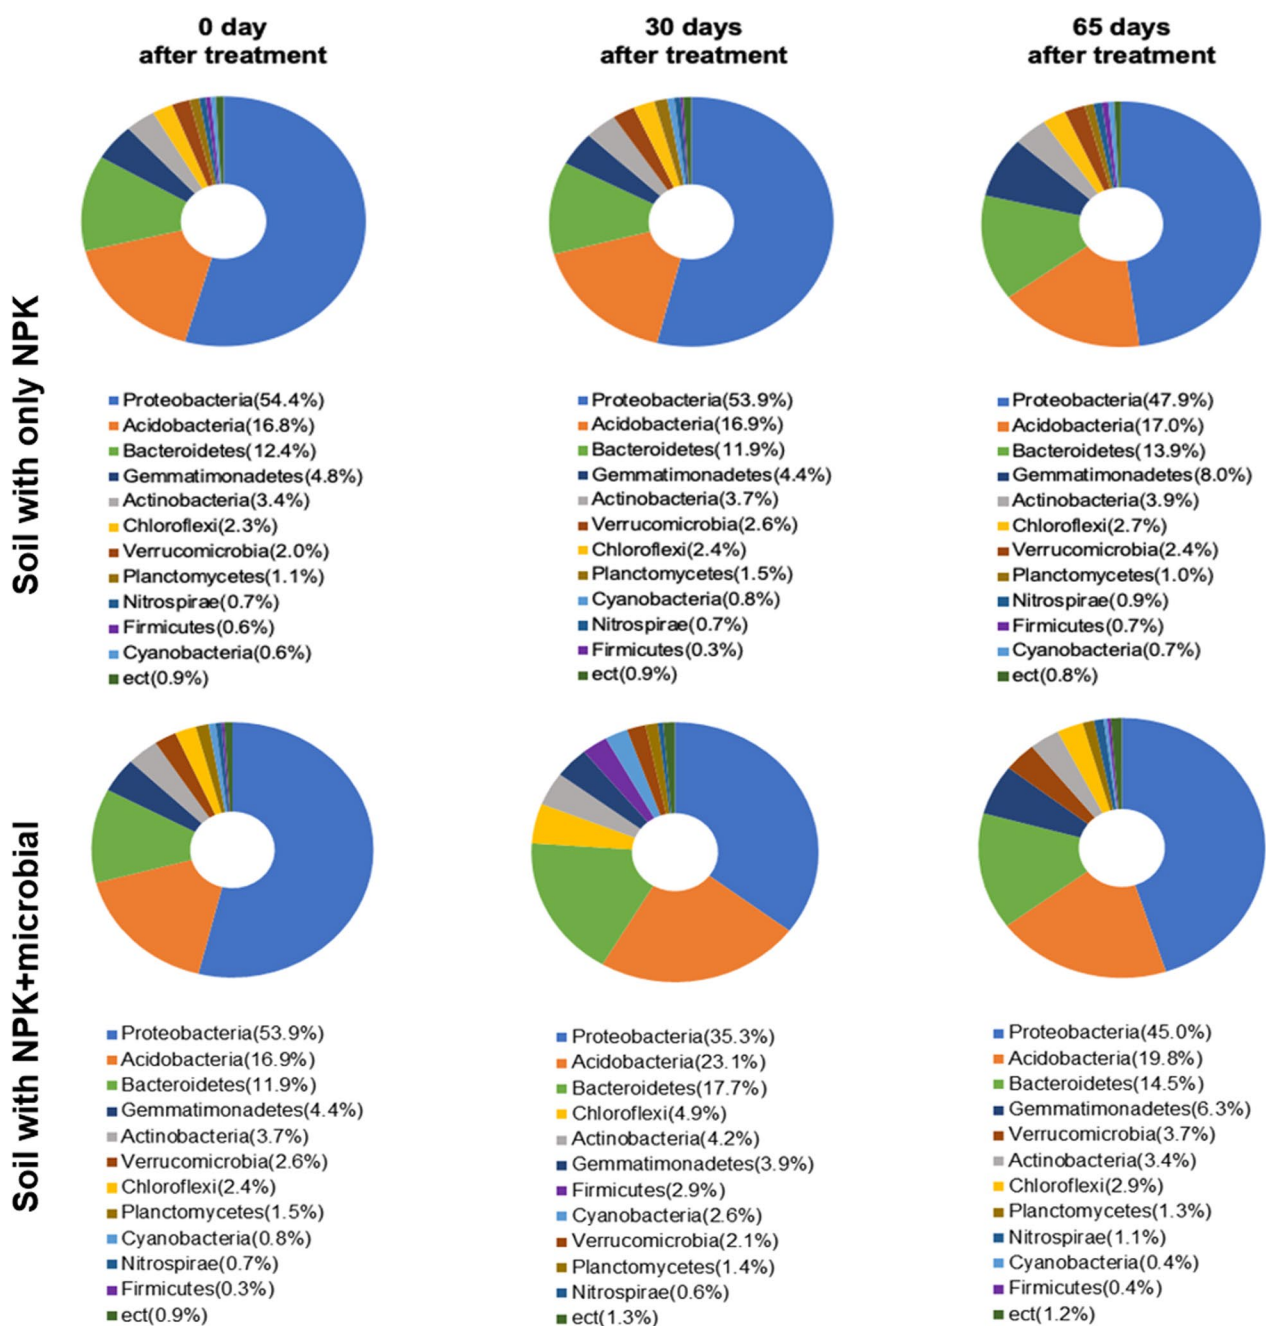 0 day
after treatment
30 days
after treatment
65 days
after treatment
Soil with only NPK
Proteobacteria(54.4%)
Acidobacteria(16.8%)
Bacteroidetes(12.4%)
Gemmatimonadetes(4.8%)
Actinobacteria(3.4%)
Chloroflexi(2.3%)
Verrucomicrobia(2.0%)
Planctomycetes(1.1%)
Nitrospirae(0.7%)
Firmicutes(0.6%)
Cyanobacteria(0.6%)
ect(0.9%)
Proteobacteria(53.9%)
Acidobacteria(16.9%)
Bacteroidetes(11.9%)
Gemmatimonadetes(4.4%)
Actinobacteria(3.7%)
Verrucomicrobia(2.6%)
Chloroflexi(2.4%)
Planctomycetes(1.5%)
Cyanobacteria(0.8%)
Nitrospirae(0.7%)
Firmicutes(0.3%)
ect(0.9%)
Proteobacteria(47.9%)
Acidobacteria(17.0%)
Bacteroidetes(13.9%)
Gemmatimonadetes(8.0%)
Actinobacteria(3.9%)
Chloroflexi(2.7%)
Verrucomicrobia(2.4%)
Planctomycetes(1.0%)
Nitrospirae(0.9%)
Firmicutes(0.7%)
Cyanobacteria(0.7%)
ect(0.8%)
Soil with NPK+microbial
Proteobacteria(53.9%)
Acidobacteria(16.9%)
Bacteroidetes(11.9%)
Gemmatimonadetes(4.4%)
Actinobacteria(3.7%)
Verrucomicrobia(2.6%)
Chloroflexi(2.4%)
Planctomycetes(1.5%)
Cyanobacteria(0.8%)
Nitrospirae(0.7%)
Firmicutes(0.3%)
ect(0.9%)
Proteobacteria(35.3%)
Acidobacteria(23.1%)
Bacteroidetes(17.7%)
Chloroflexi(4.9%)
Actinobacteria(4.2%)
Gemmatimonadetes(3.9%)
Firmicutes(2.9%)
Cyanobacteria(2.6%)
Verrucomicrobia(2.1%)
Planctomycetes(1.4%)
Nitrospirae(0.6%)
ect(1.3%)
Proteobacteria(45.0%)
Acidobacteria(19.8%)
Bacteroidetes(14.5%)
Gemmatimonadetes(6.3%)
Verrucomicrobia(3.7%)
Actinobacteria(3.4%)
Chloroflexi(2.9%)
Planctomycetes(1.3%)
Nitrospirae(1.1%)
Cyanobacteria(0.4%)
Firmicutes(0.4%)
ect(1.2%)